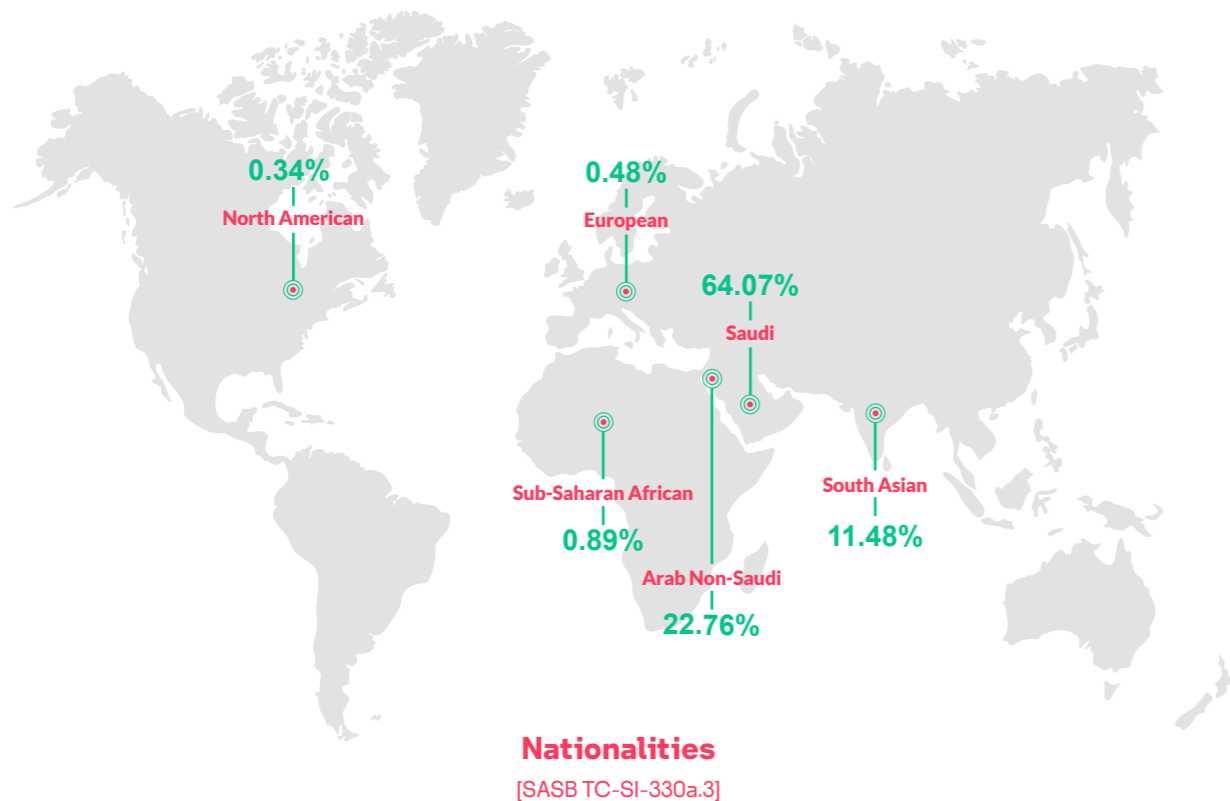 0.34%
North American
0.48%
European
64.07%
Saudi
Sub-Saharan African
0.89%
Arab Non-Saudi
22.76%
South Asian
11.48%
Nationalities
[SASB TC-SI-330a.3]